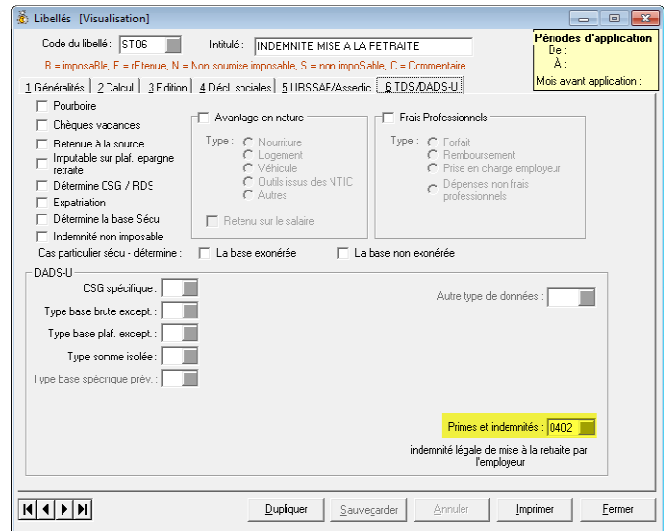 Libellés [Visualisation]
Code du libellé : ST06 Intitulé : INDEMNITE MISE A LA FETRAITE
Périodes d'application
De :
À :
Mois avant application :
B = imposaBle, E = rEtenue, N = Non soumise imposable, S = non impoSable, C = Commentaire
1 Généralités 2 Calcul 3 Edition 4 Décl. sociales 5 URSSAF/Assedic 6 TDS/DADS-U
Pourboire
Chèques vacances
Retenue à la source
Imputable sur plaf. epargne
retraite
Détermine CSG / RDS
Expatriation
Détermine la base Sécu
Indemnité non imposable
Avantage en nature
Type : Nourriture
Logement
Véhicule
Outils issus des NTIC
Autres
Retenu sur le salaire
Frais Professionnels
Type : Forfait
Remboursement
Prise en charge employeur
Dépenses non frais
professionnels
Cas particulier sécu - détermine : La base exonérée La base non exonérée
DADS-U
CSG spécifique :
Autre type de données :
Type base brute except. :
Type base plaf. except. :
Type somme isolée :
Type base spécifique prév. :
Primes et indemnités : 0402
indemnité légale de mise à la retraite par
l'employeur
Dupliquer Sauvegarder Annuler Imprimer Fermer